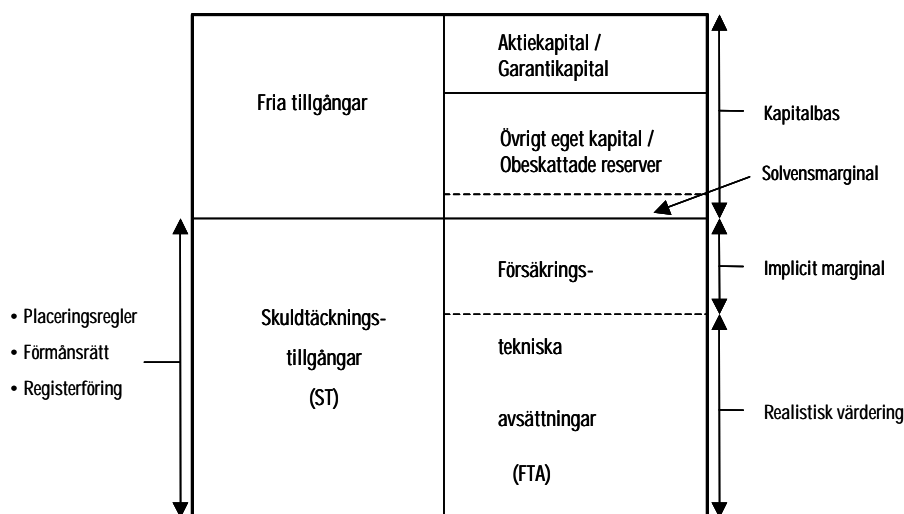 Aktiekapital /
Garantikapital
Fria tillgångar
Kapitalbas
Övrigt eget kapital /
Obeskattade reserver
Solvensmarginal
Försäkrings-
Implicit marginal
• Placeringsregler
• Förmånsrätt
• Registerföring
Skuldtäcknings-
tillgångar
(ST)
tekniska
avsättningar
(FTA)
Realistisk värdering